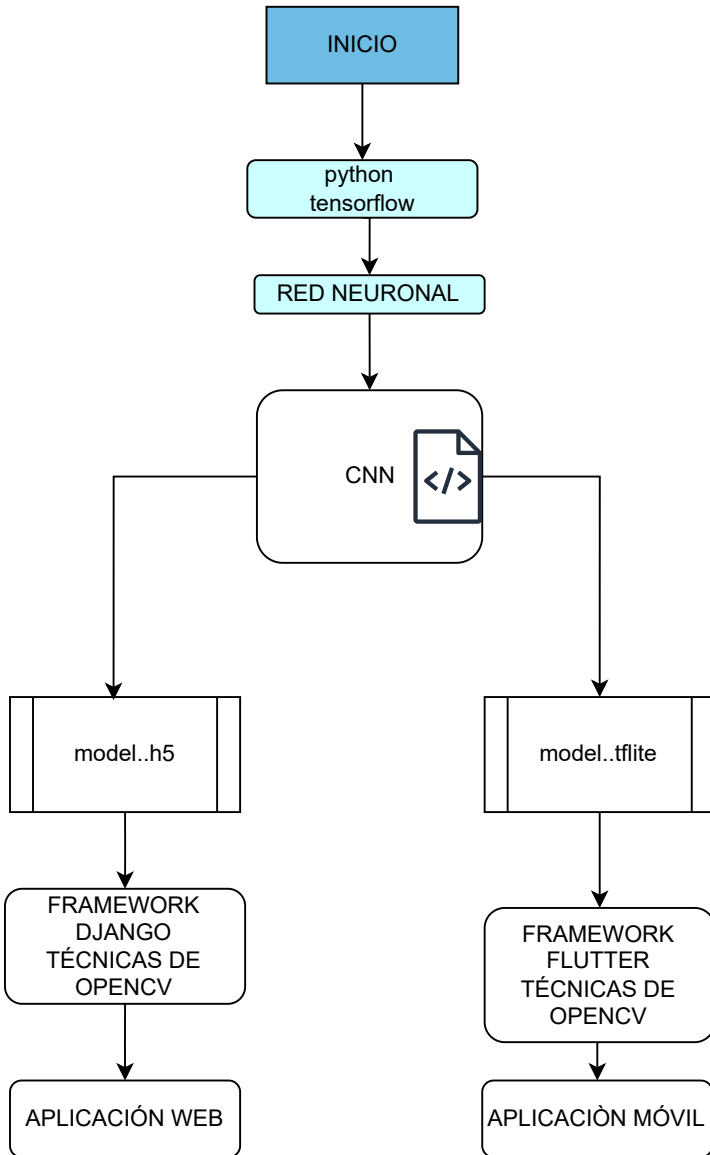 INICIO
python
tensorflow
RED NEURONAL
CNN
</>
model..h5
model..tflite
FRAMEWORK
DJANGO
TÉCNICAS DE
OPENCV
FRAMEWORK
FLUTTER
TÉCNICAS DE
OPENCV
APLICACIÓN WEB
APLICACIÒN MÓVIL